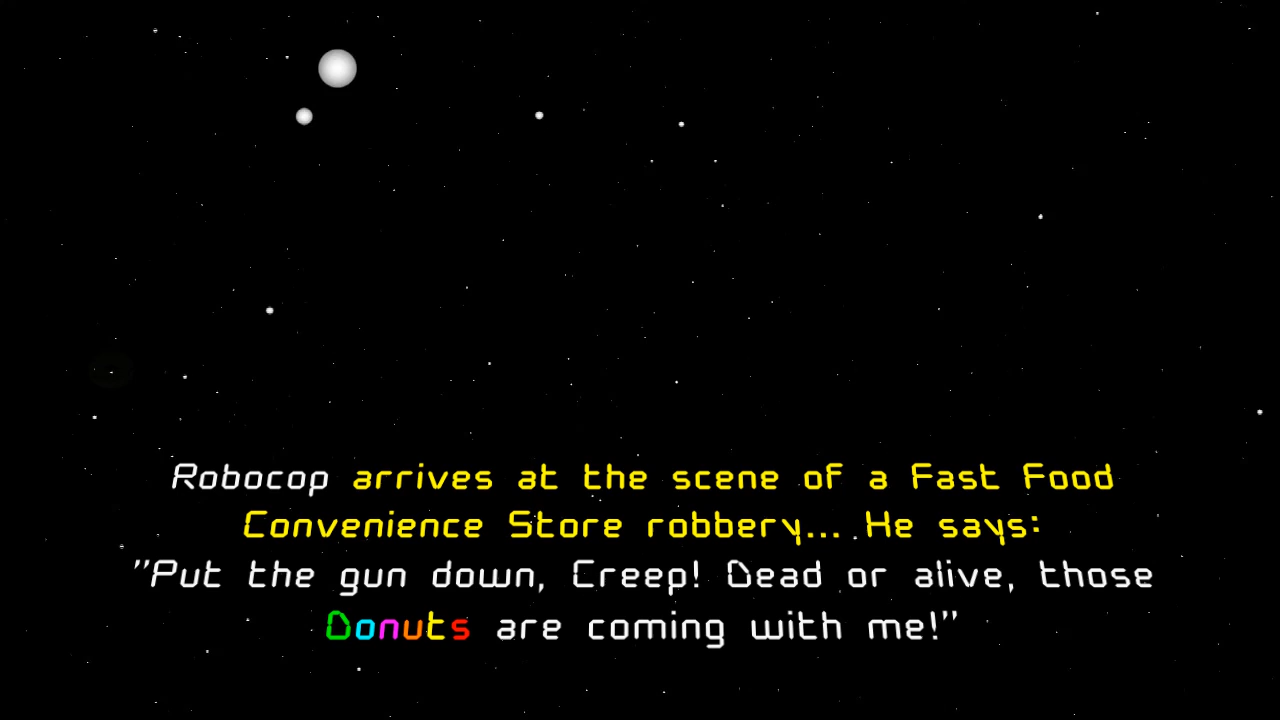 Robocop arrives at the scene of a Fast Food
Convenience Store robbery... He says:
"Put the gun down, Creep! Dead or alive, those
Donuts are coming with me!"